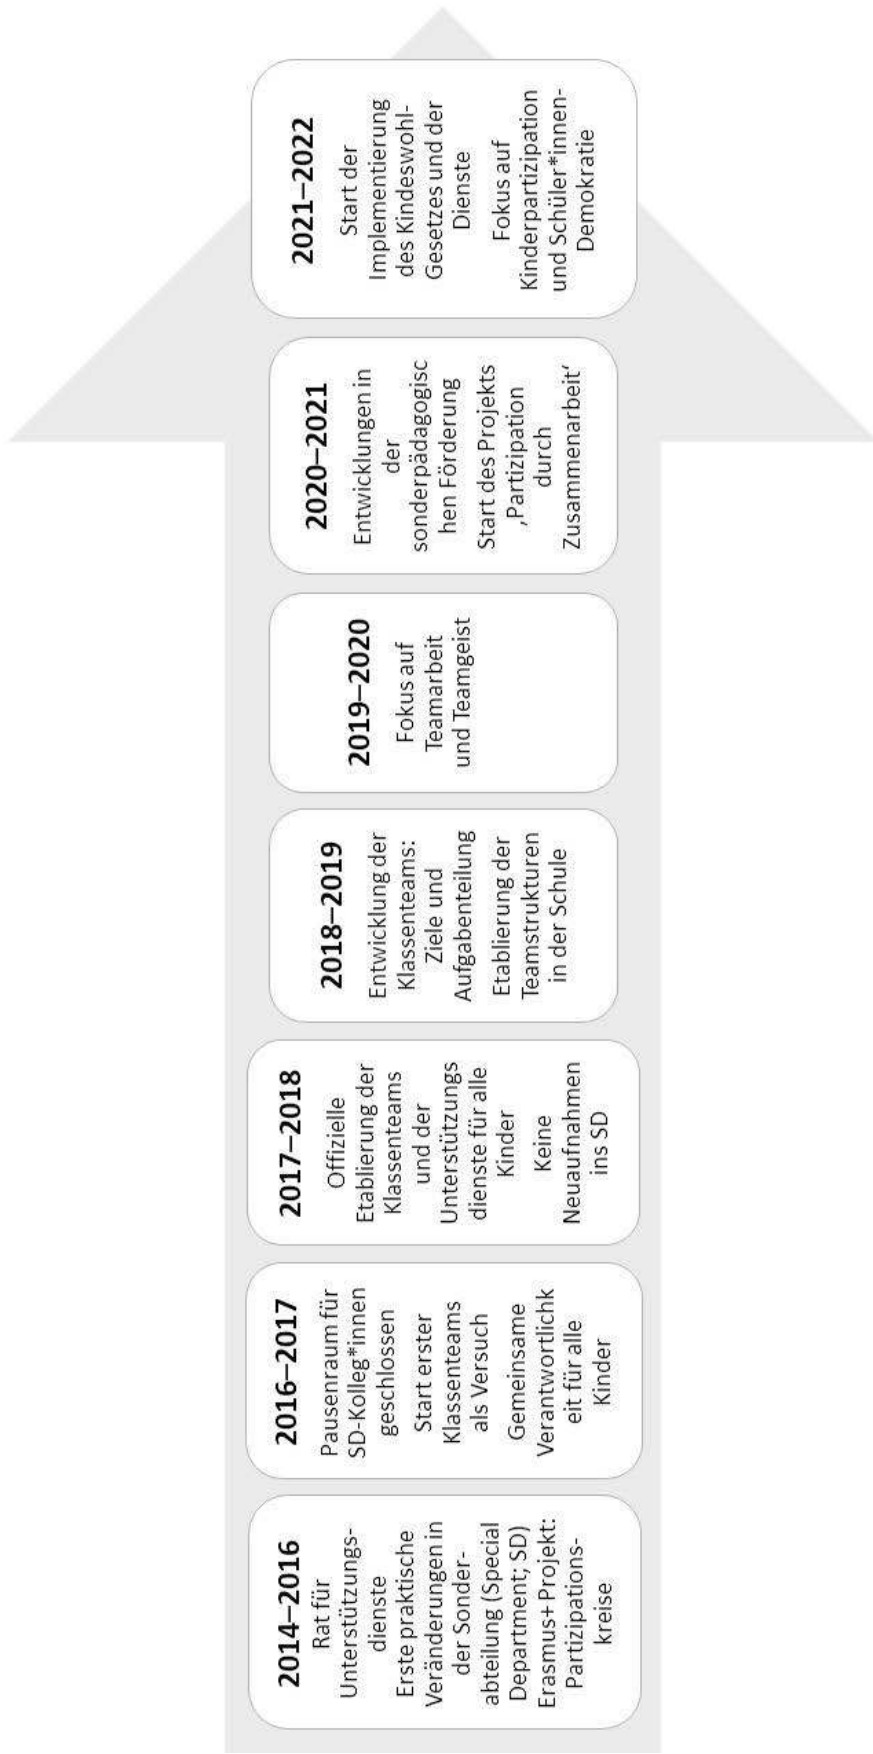 2014–2016
Rat für
Unterstützungs-
dienste
Erste praktische
Veränderungen in
der Sonder-
abteilung (Special
Department; SD)
Erasmus+ Projekt:
Partizipations-
kreise
2016–2017
Pausenraum für
SD-Kolleg*innen
geschlossen
Start erster
Klassenteams
als Versuch
Gemeinsame
Verantwortlichk
eit für alle
Kinder
2017–2018
Offizielle
Etablierung der
Klassenteams
und der
Unterstützungs
dienste für alle
Kinder
Keine
Neuaufnahmen
ins SD
2018–2019
Entwicklung der
Klassenteams:
Ziele und
Aufgabenteilung
Etablierung der
Teamstrukturen
in der Schule
2019–2020
Fokus auf
Teamarbeit
und Teamgeist
2020–2021
Entwicklungen in
der
sonderpädagogisc
hen Förderung
Start des Projekts
‚Partizipation
durch
Zusammenarbeit‘
2021–2022
Start der
Implementierung
des Kindeswohl-
Gesetzes und der
Dienste
Fokus auf
Kinderpartizipation
und Schüler*innen-
Demokratie